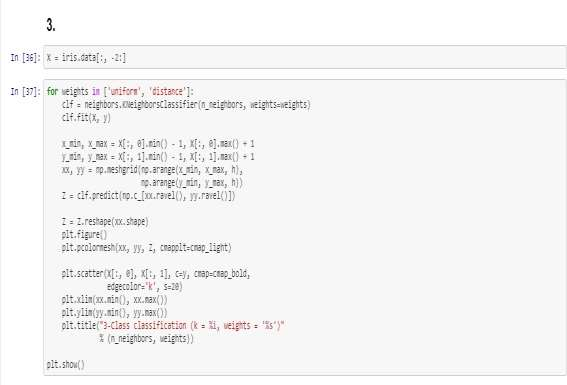 3.
In [36]: X = iris.data[:, -2:]
In [37]: for weights in ['uniform', 'distance']:
clf = neighbors.KNeighborsClassifier(n_neighbors, weights=weights)
clf.fit(X, y)
x_min, x_max = X[:, 0].min() - 1, X[:, 0].max() + 1
y_min, y_max = X[:, 1].min() - 1, X[:, 1].max() + 1
xx, yy = np.meshgrid(np.arange(x_min, x_max, h),
np.arange(y_min, y_max, h))
Z = clf.predict(np.c_[xx.ravel(), yy.ravel()])
Z = Z.reshape(xx.shape)
plt.figure()
plt.pcolormesh(xx, yy, Z, cmapplt=cmap_light)
plt.scatter(X[:, 0], X[:, 1], c=y, cmap=cmap_bold,
edgecolor='k', s=20)
plt.xlim(xx.min(), xx.max())
plt.ylim(yy.min(), yy.max())
plt.title("3-Class classification (k = %i, weights = '%s')"
% (n_neighbors, weights))
plt.show()